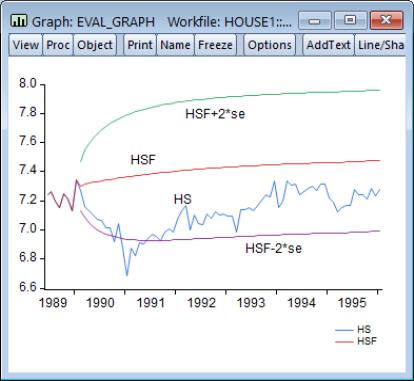 Graph: EVAL_GRAPH Workfile: HOUSE1::...
View Proc Object Print Name Freeze Options AddText Line/Sha
8.0
HSF+2*se
7.8
7.6
HSF
7.4
HS
7.2
7.0
HSF-2*se
6.8
6.6
1989 1990 1991 1992 1993 1994 1995
HS
HSF